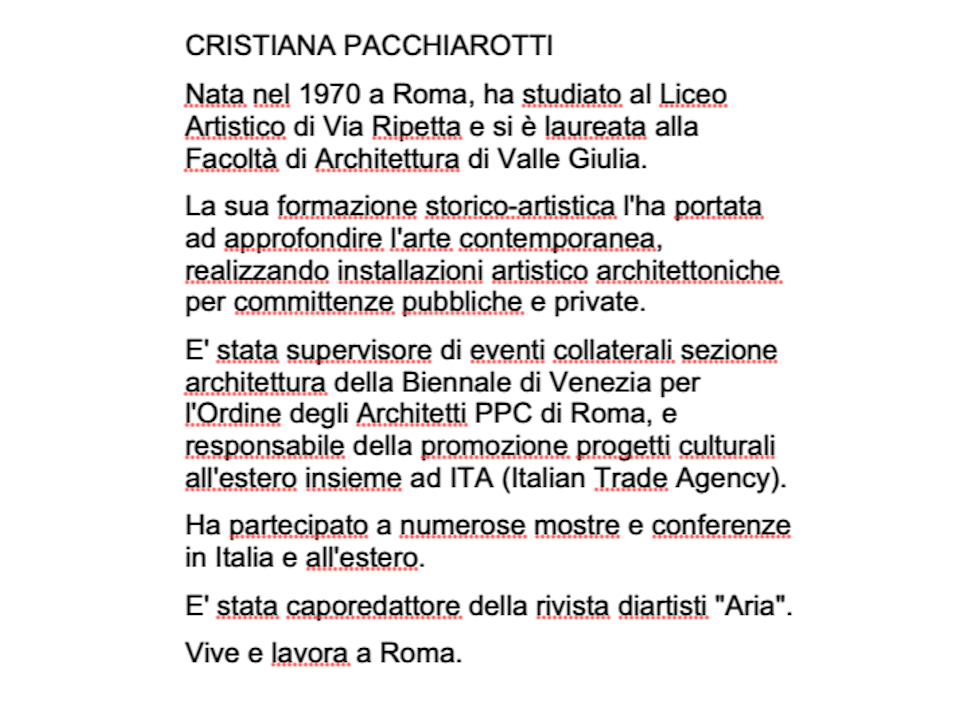 CRISTIANA PACCHIAROTTI
Nata nel 1970 a Roma, ha studiato al Liceo
Artistico di Via Ripetta e si è laureata alla
Facoltà di Architettura di Valle Giulia.
La sua formazione storico-artistica l'ha portata
ad approfondire l'arte contemporanea,
realizzando installazioni artistico architettoniche
per committenze pubbliche e private.
E' stata supervisore di eventi collaterali sezione
architettura della Biennale di Venezia per
l'Ordine degli Architetti PPC di Roma, e
responsabile della promozione progetti culturali
all'estero insieme ad ITA (Italian Trade Agency).
Ha partecipato a numerose mostre e conferenze
in Italia e all'estero.
E' stata caporedattore della rivista diartisti "Aria".
Vive e lavora a Roma.